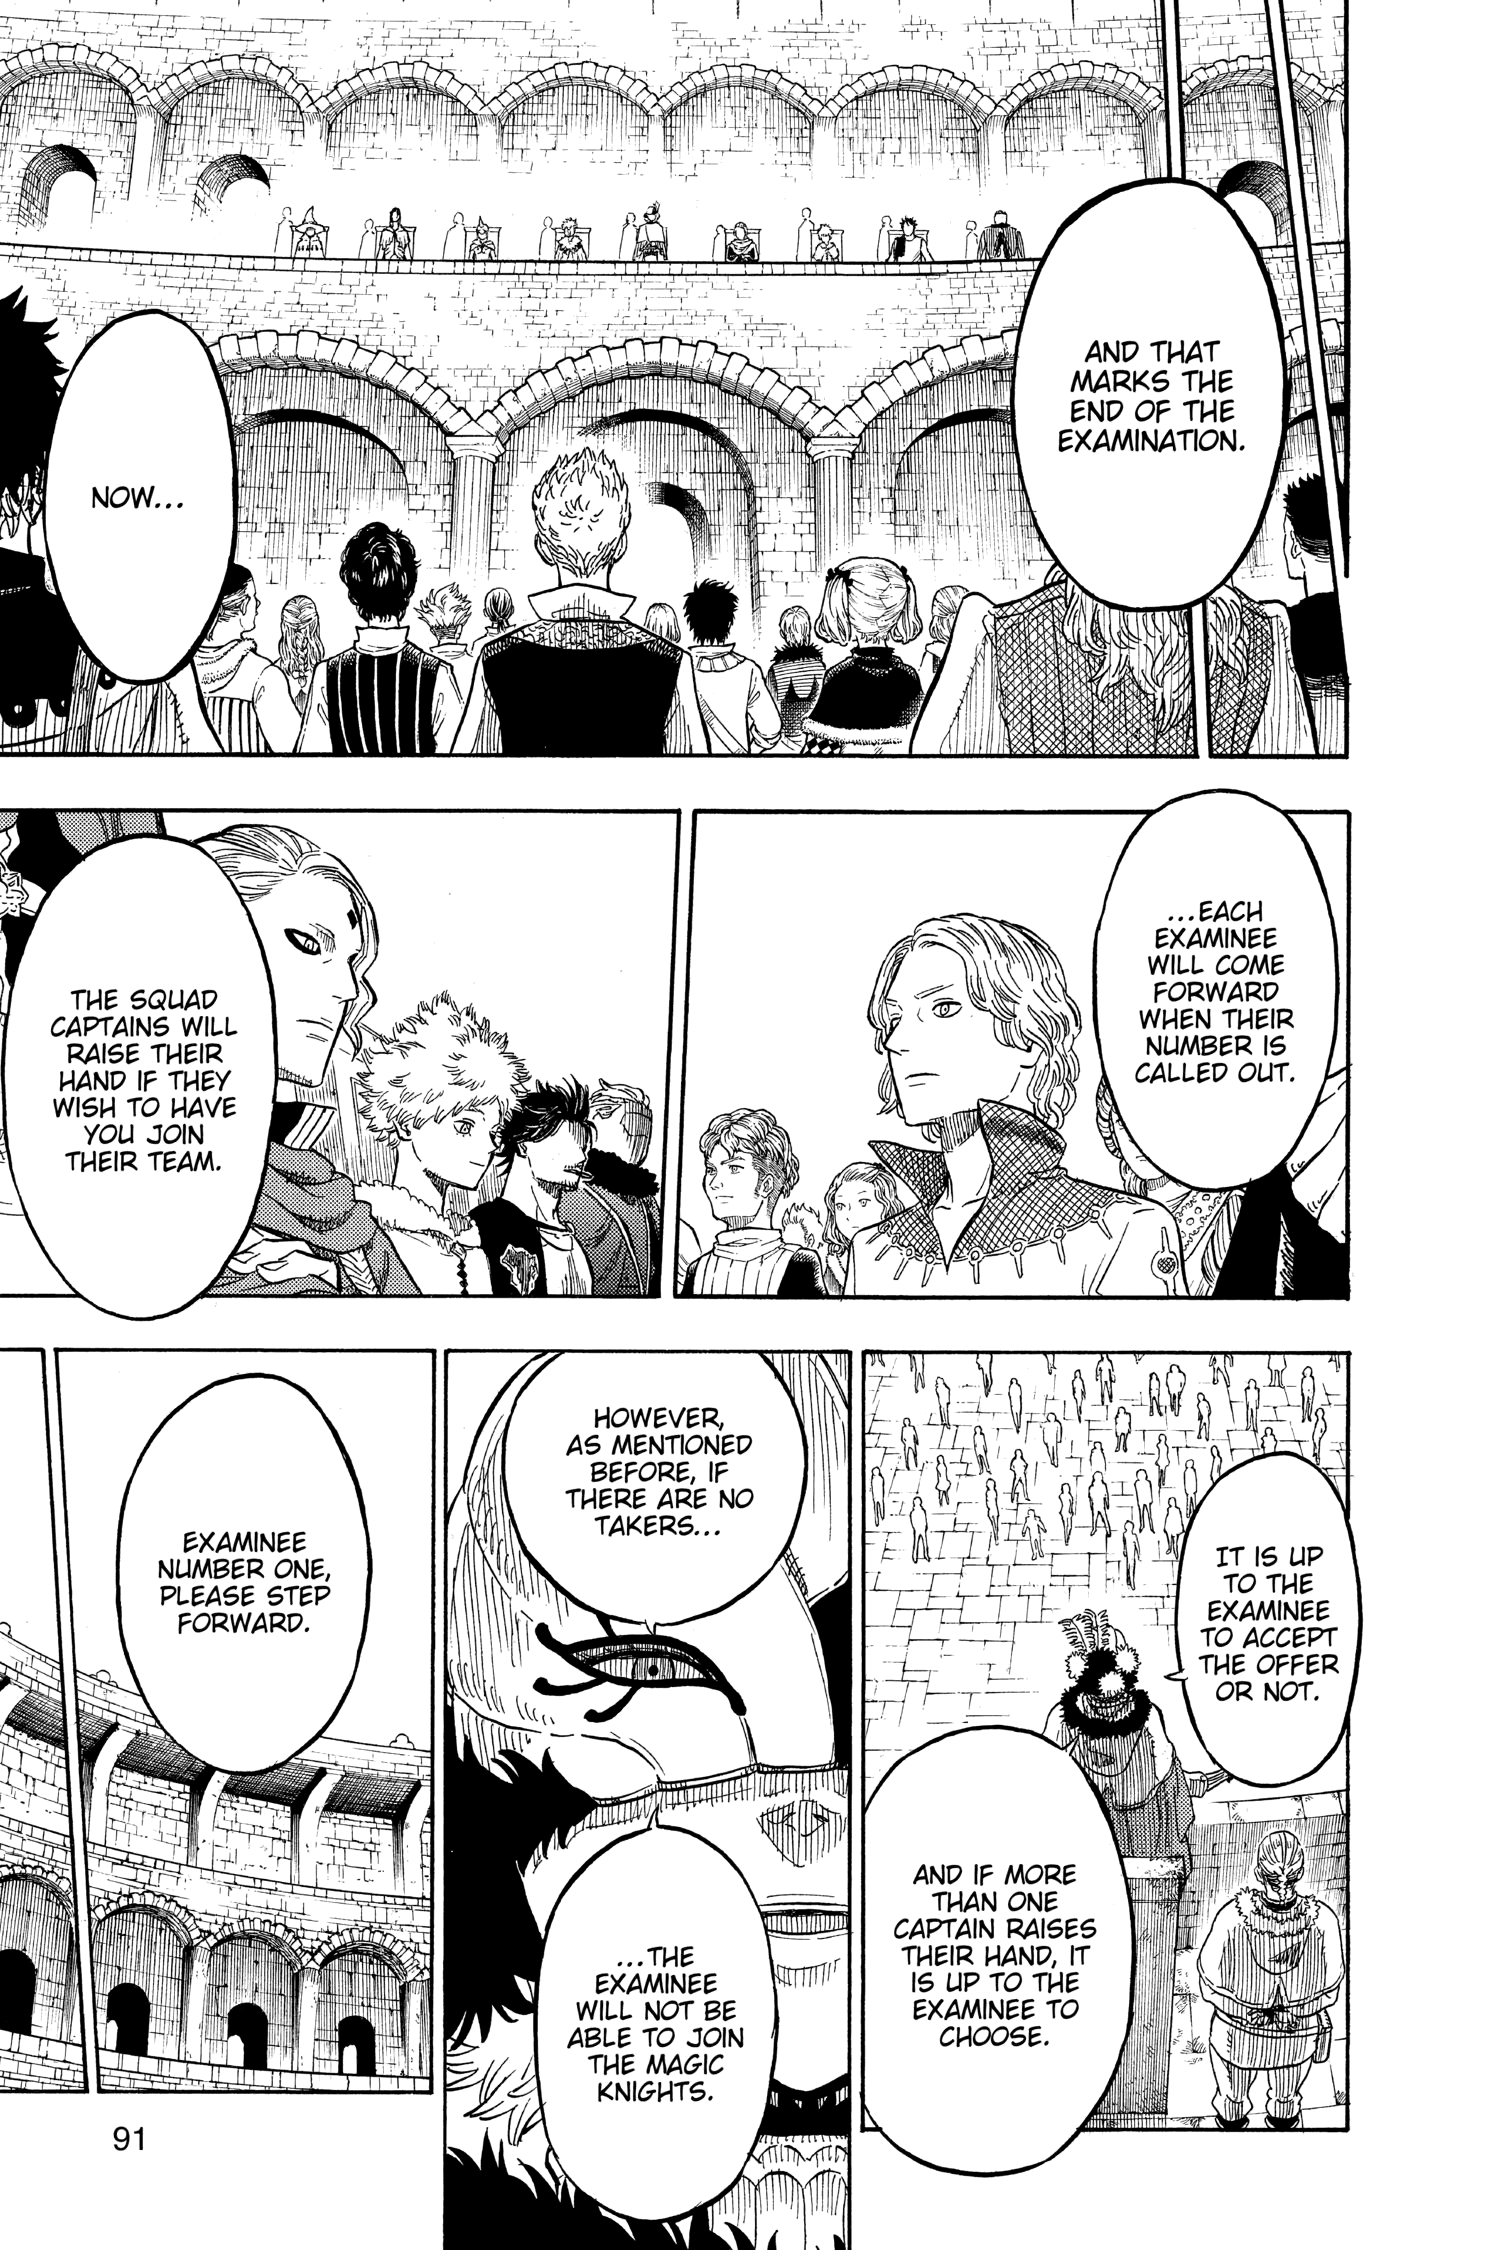 AND THAT
MARKS THE
END OF THE
EXAMINATION.
NOW...
...EACH
EXAMINEE
WILL COME
FORWARD
WHEN THEIR
NUMBER IS
CALLED OUT.
THE SQUAD
CAPTAINS WILL
RAISE THEIR
HAND IF THEY
WISH TO HAVE
YOU JOIN
THEIR TEAM.
IT IS UP
TO THE
EXAMINEE
TO ACCEPT
THE OFFER
OR NOT.
AND IF MORE
THAN ONE
CAPTAIN RAISES
THEIR HAND, IT
IS UP TO THE
EXAMINEE TO
CHOOSE.
HOWEVER,
AS MENTIONED
BEFORE, IF
THERE ARE NO
TAKERS...
...THE
EXAMINEE
WILL NOT BE
ABLE TO JOIN
THE MAGIC
KNIGHTS.
EXAMINEE
NUMBER ONE,
PLEASE STEP
FORWARD.
91